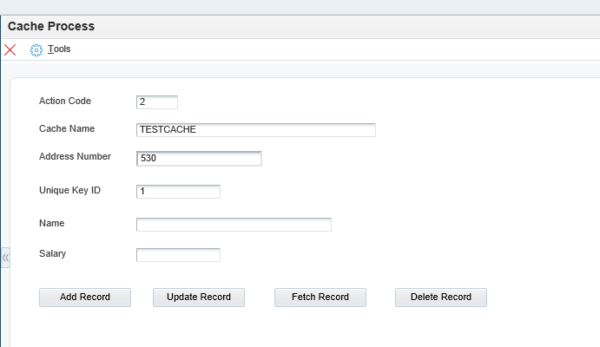 Cache Process
Tools
Action Code 2
Cache Name TESTCACHE
Address Number 530
Unique Key ID 1
Name
Salary
Add Record Update Record Fetch Record Delete Record